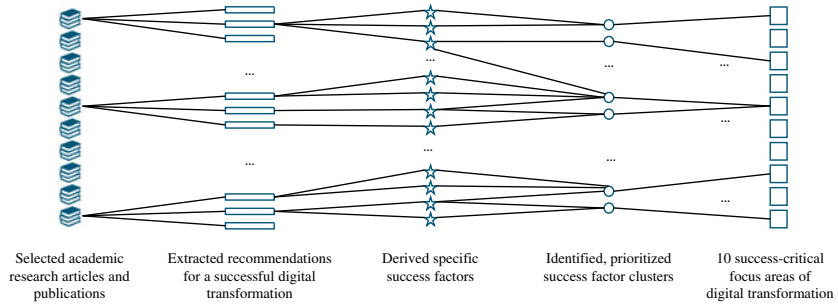 ... ... ... ...
... ...
... ... ...
Selected academic
research articles and
publications
Extracted recommendations
for a successful digital
transformation
Derived specific
success factors
Identified, prioritized
success factor clusters
10 success-critical
focus areas of
digital transformation